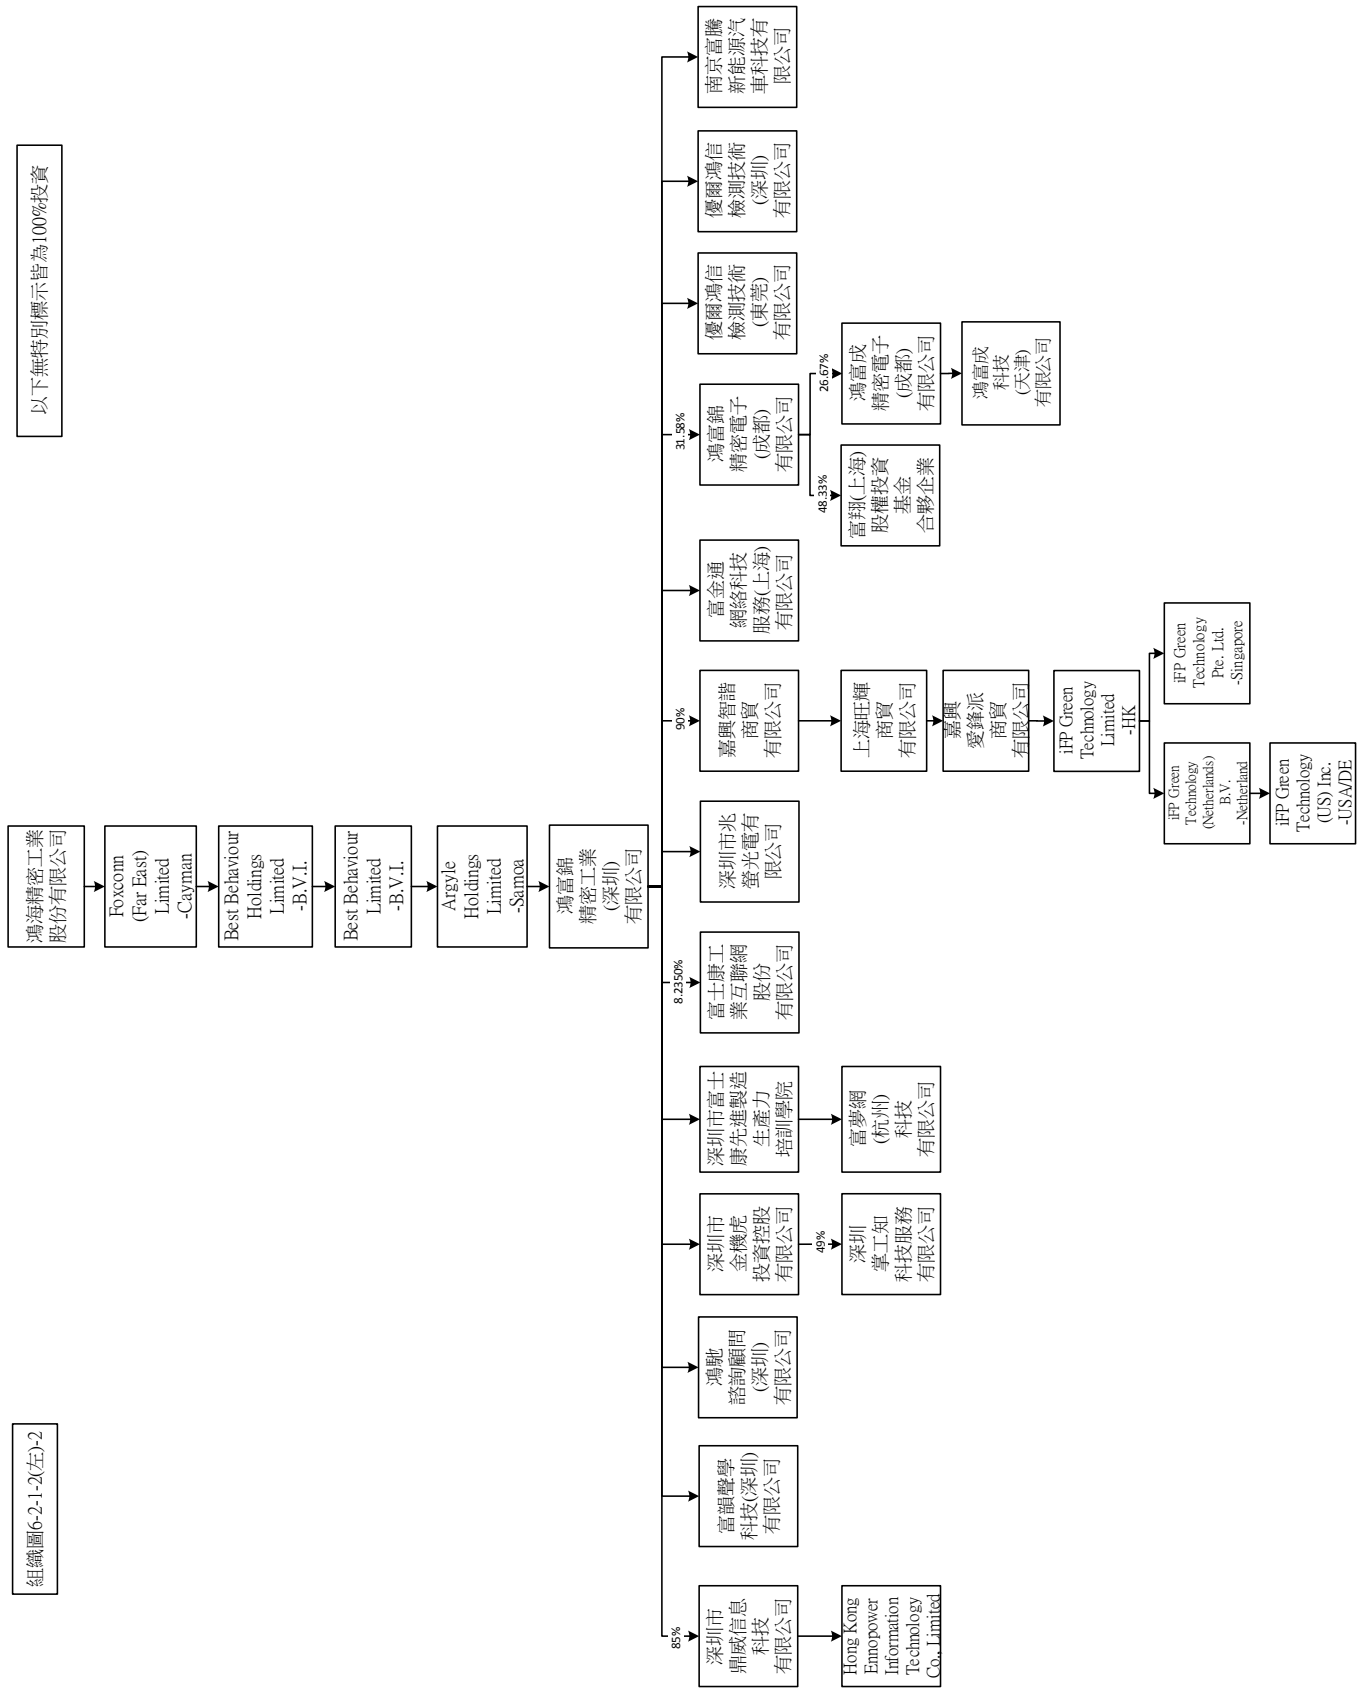 組織圖6-2-1-2(左)-2
以下無特別標示皆為100%投資
鴻海精密工業
股份有限公司
Foxconn
(Far East)
Limited
-Cayman
Best Behaviour
Holdings
Limited
-B.V.I.
Best Behaviour
Limited
-B.V.I.
Argyle
Holdings
Limited
-Samoa
鴻富錦
精密工業
(深圳)
有限公司
85%
深圳市
鼎威信息
科技
有限公司
富韻聲學
科技(深圳)
有限公司
鴻馳
諮詢顧問
(深圳)
有限公司
深圳市
金機虎
投資控股
有限公司
深圳市富士
康先進製造
生產力
培訓學院
8.2350%
富士康工
業互聯網
股份
有限公司
深圳市兆
螢光電有
限公司
90%
嘉興智諧
商貿
有限公司
富金通
網絡科技
服務(上海)
有限公司
31.58%
鴻富錦
精密電子
(成都)
有限公司
優爾鴻信
檢測技術
(東莞)
有限公司
優爾鴻信
檢測技術
(深圳)
有限公司
南京富騰
新能源汽
車科技有
限公司
Hong Kong
Ennopower
Information
Technology
Co., Limited
49%
深圳
掌工知
科技服務
有限公司
富夢網
(杭州)
科技
有限公司
上海旺輝
商貿
有限公司
48.33%
富翔(上海)
股權投資
基金
合夥企業
26.67%
鴻富成
精密電子
(成都)
有限公司
嘉興
愛鋒派
商貿
有限公司
鴻富成
科技
(天津)
有限公司
iFP Green
Technology
Limited
-HK
iFP Green
Technology
(Netherlands)
B.V.
-Netherland
iFP Green
Technology
Pte. Ltd.
-Singapore
iFP Green
Technology
(US) Inc.
-USA/DE